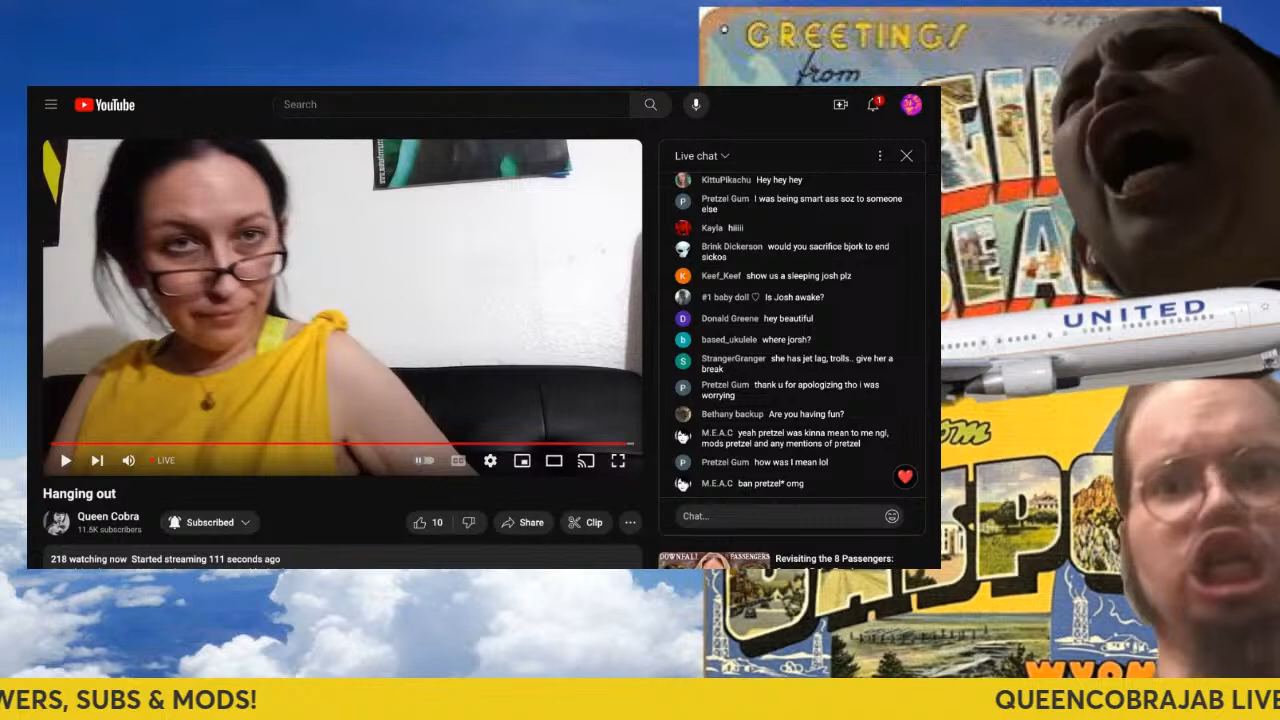 GREETINGS
from
YouTube
Search
1
Live chat
KittuPikachu Hey hey hey
Pretzel Gum I was being smart ass soz to someone
else
Kayla hiiiii
Brink Dickerson would you sacrifice bjork to end
sickos
K Keef_Keef show us a sleeping josh plz
#1 baby doll ♡ Is Josh awake?
D Donald Greene hey beautiful
b based_ukulele where jorsh?
S StrangerGranger she has jet lag, trolls.. give her a
break
P Pretzel Gum thank u for apologizing tho i was
worrying
Bethany backup Are you having fun?
M.E.A.C yeah pretzel was kinna mean to me ngl,
mods pretzel and any mentions of pretzel
P Pretzel Gum how was I mean lol
M.E.A.C ban pretzel* omg
Chat...
UNITED
LIVE
Hanging out
Queen Cobra
11.5K subscribers
Subscribed
10
Share
Clip
218 watching now Started streaming 111 seconds ago
DOWNFALL
PASSENGERS
Revisiting the 8 Passengers:
WYOM
WERS, SUBS & MODS!
QUEENCOBRAJAB LIVE